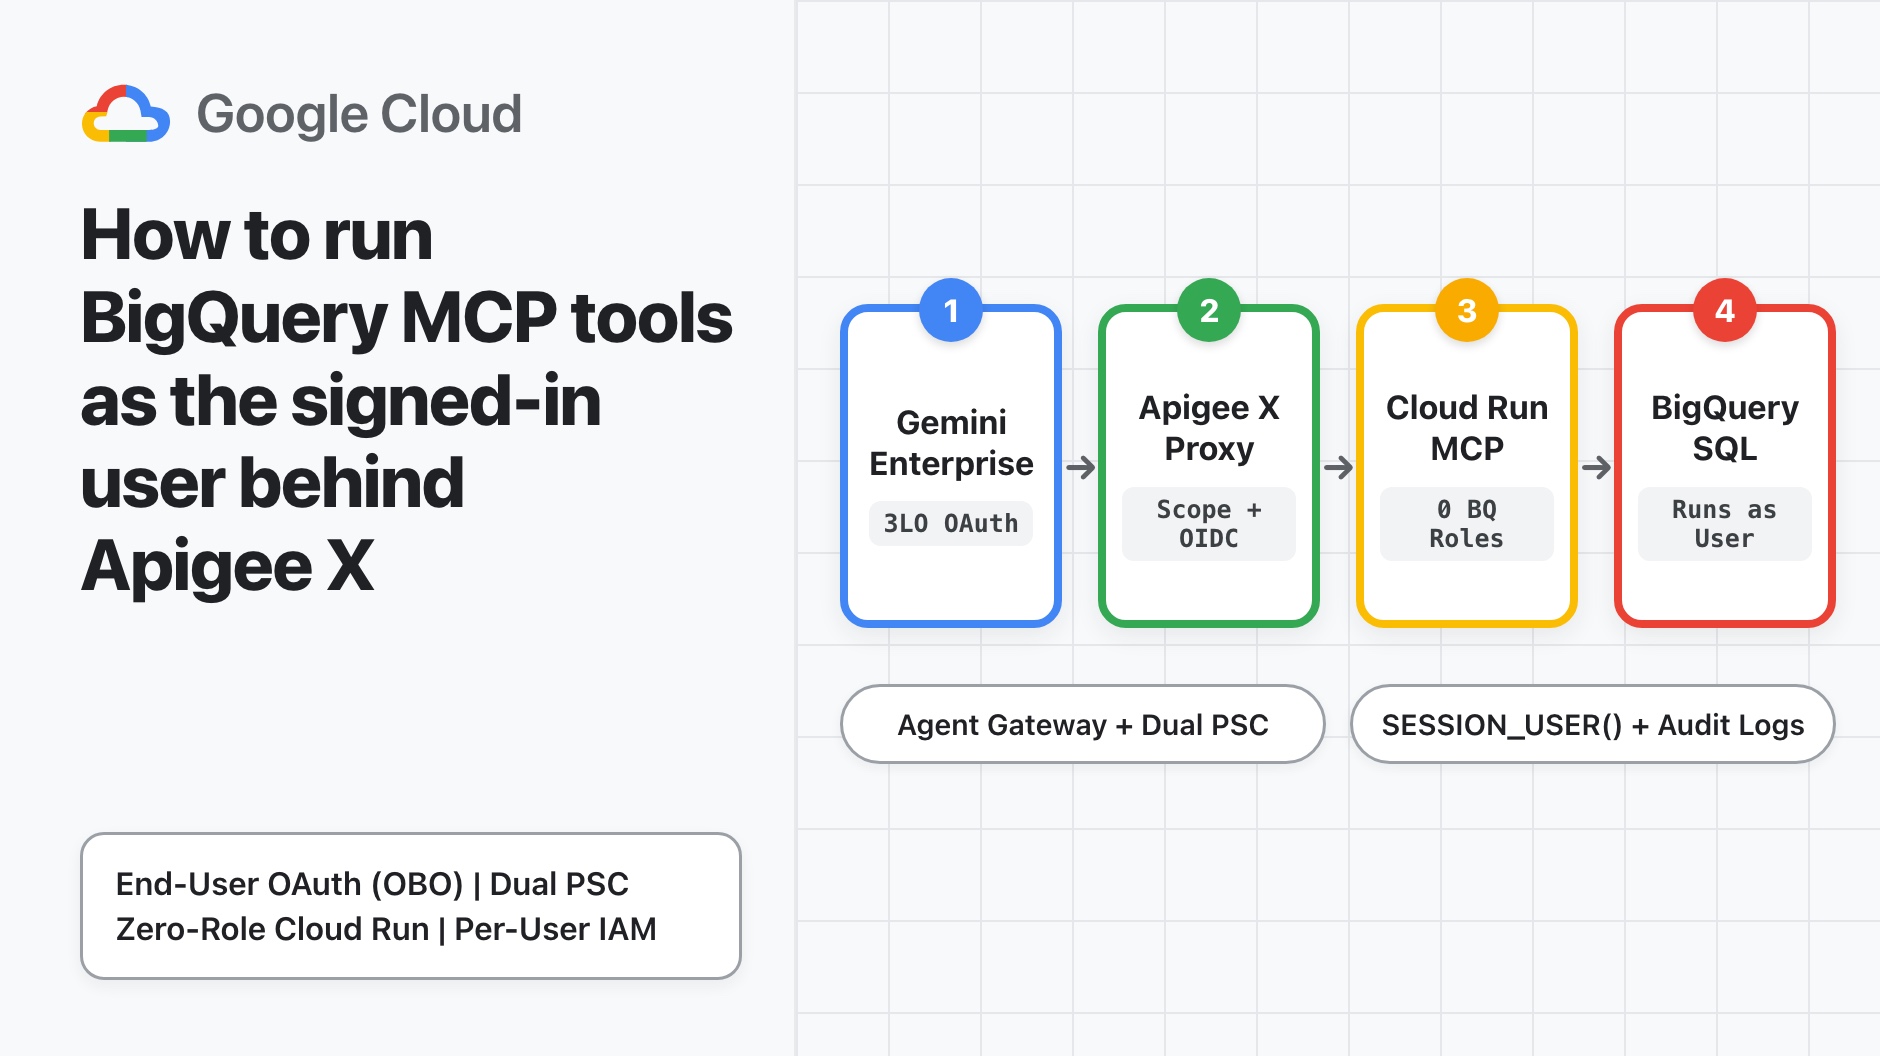 Google Cloud
How to run
BigQuery MCP tools
as the signed-in
user behind
Apigee X
End-User OAuth (OBO) | Dual PSC
Zero-Role Cloud Run | Per-User IAM
1
Gemini
Enterprise
3LO OAuth
2
Apigee X
Proxy
Scope +
OIDC
3
Cloud Run
MCP
0 BQ
Roles
4
BigQuery
SQL
Runs as
User
Agent Gateway + Dual PSC
SESSION_USER() + Audit Logs